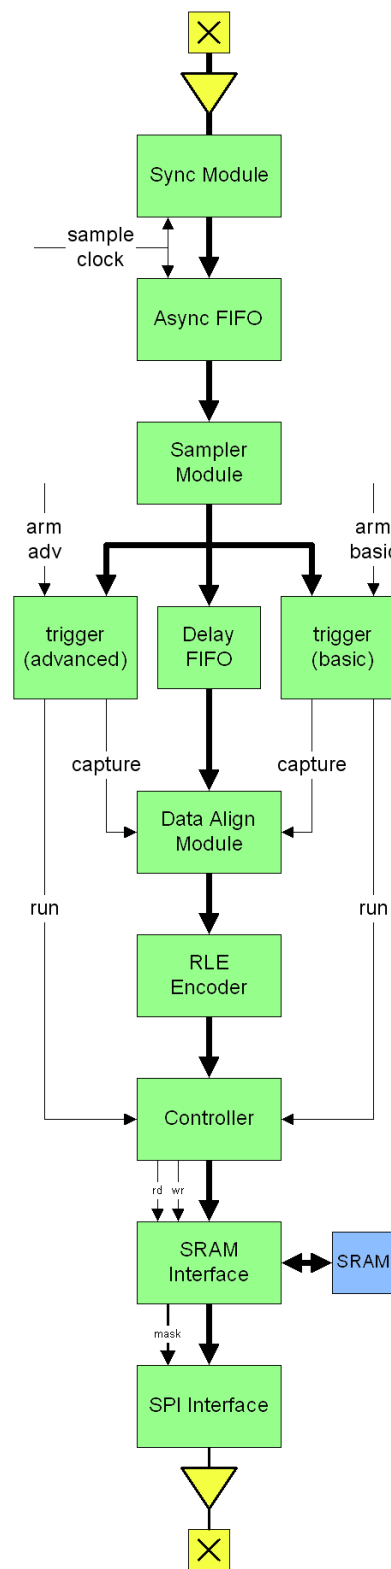 Sync Module
sample
clock
Async FIFO
Sampler
Module
arm
adv
arm
basic
trigger
(advanced)
Delay
FIFO
trigger
(basic)
capture
capture
Data Align
Module
run
run
RLE
Encoder
Controller
rd
wr
SRAM
Interface
SRAM
mask
SPI Interface